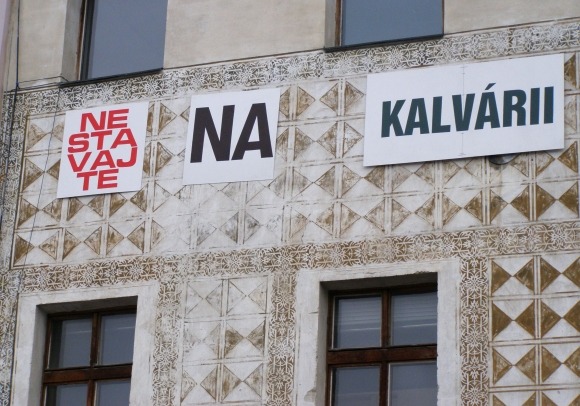 NE
STA
VAJ
TE
NA
KALVÁRII